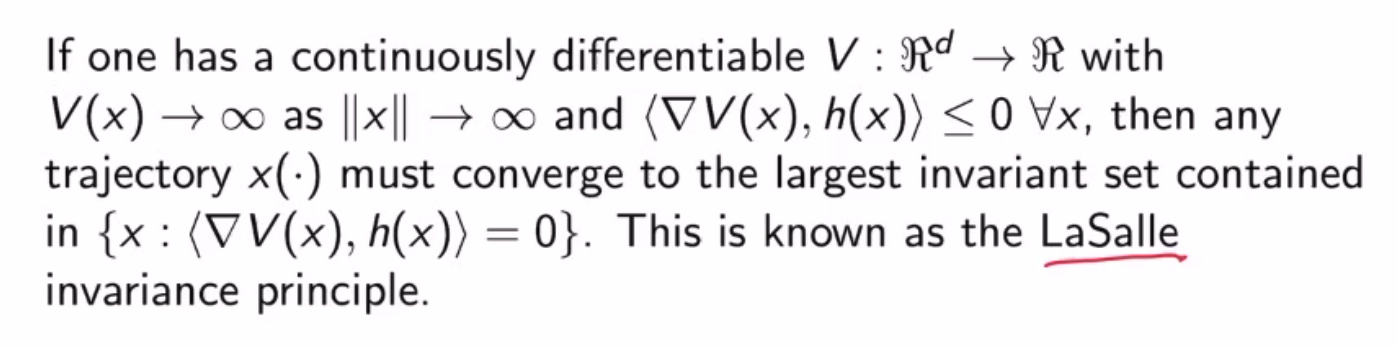 If one has a continuously differentiable V : ℜᵈ → ℜ with
V(x) → ∞ as ‖x‖ → ∞ and ⟨∇V(x), h(x)⟩ ≤ 0 ∀x, then any
trajectory x(·) must converge to the largest invariant set contained
in {x : ⟨∇V(x), h(x)⟩ = 0}. This is known as the LaSalle
invariance principle.